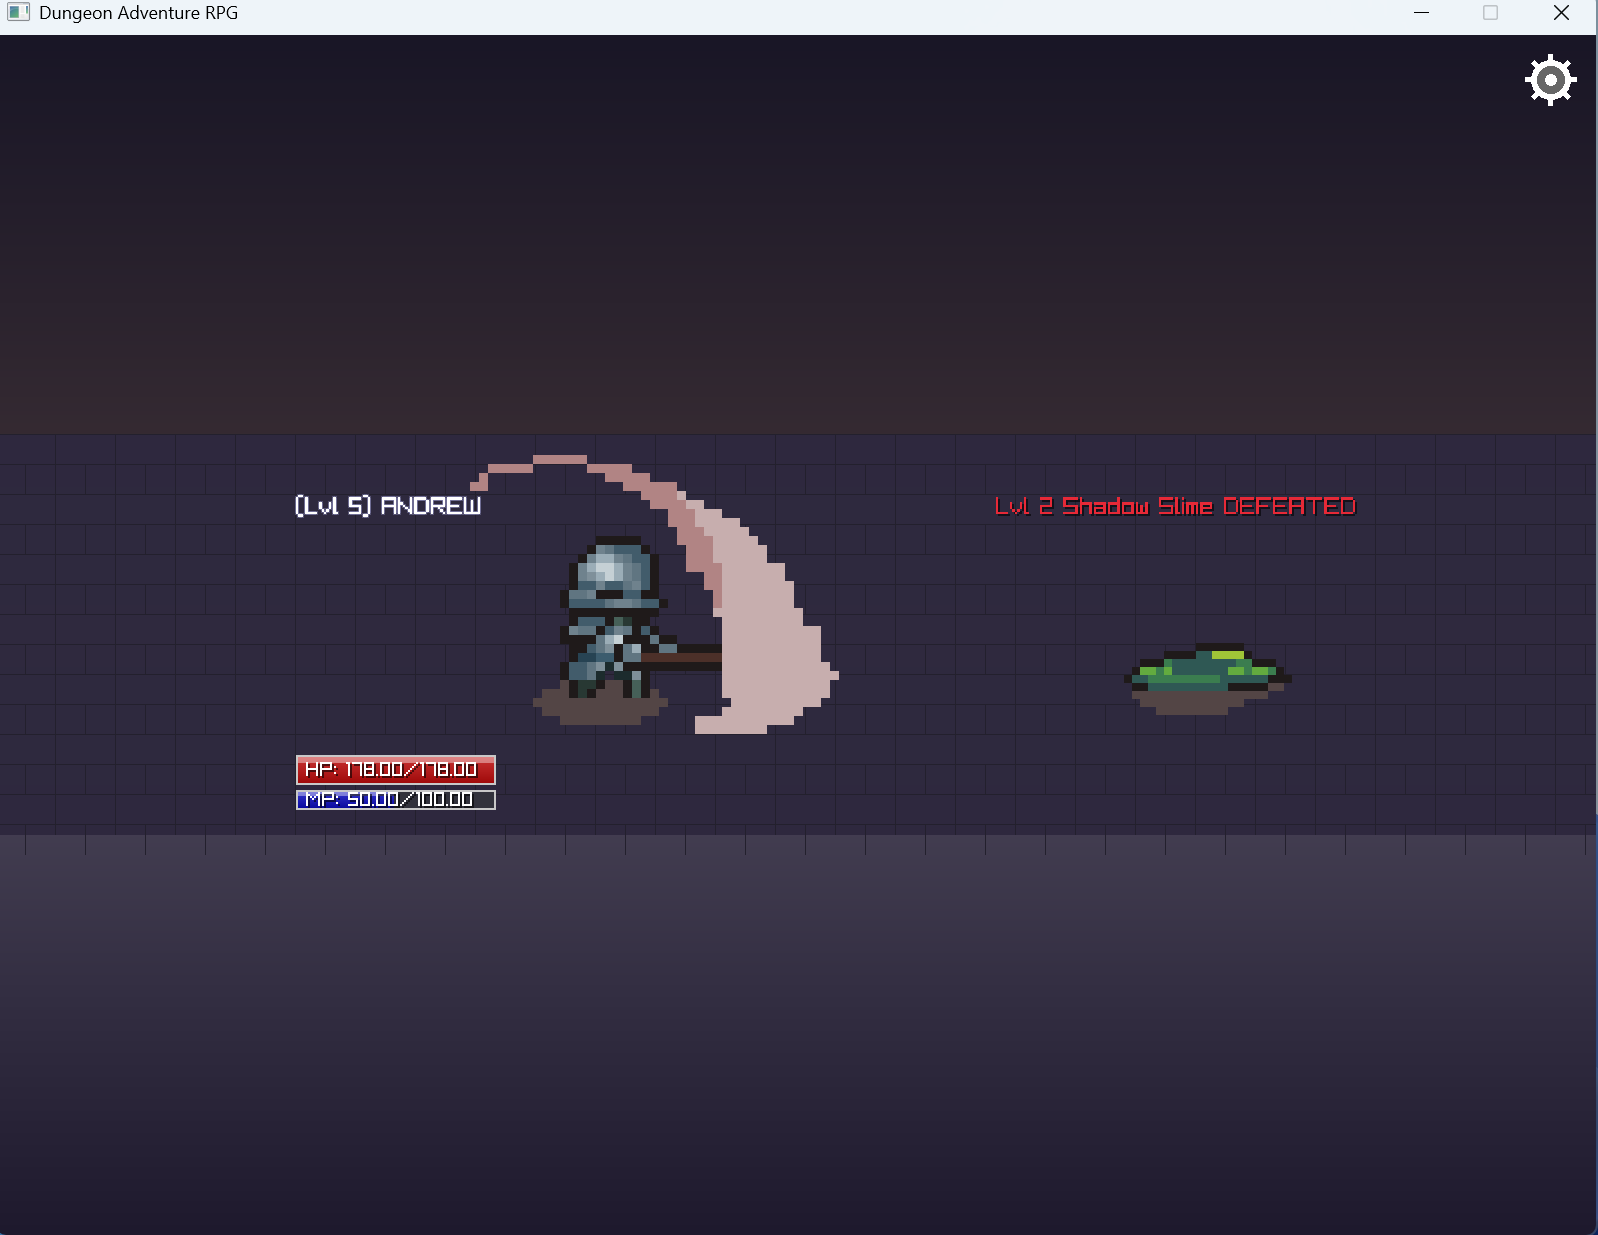 Dungeon Adventure RPG
(Lvl 5) ANDREW
Lvl 2 Shadow Slime DEFEATED
HP: 178.00/178.00
MP: 50.00/100.00